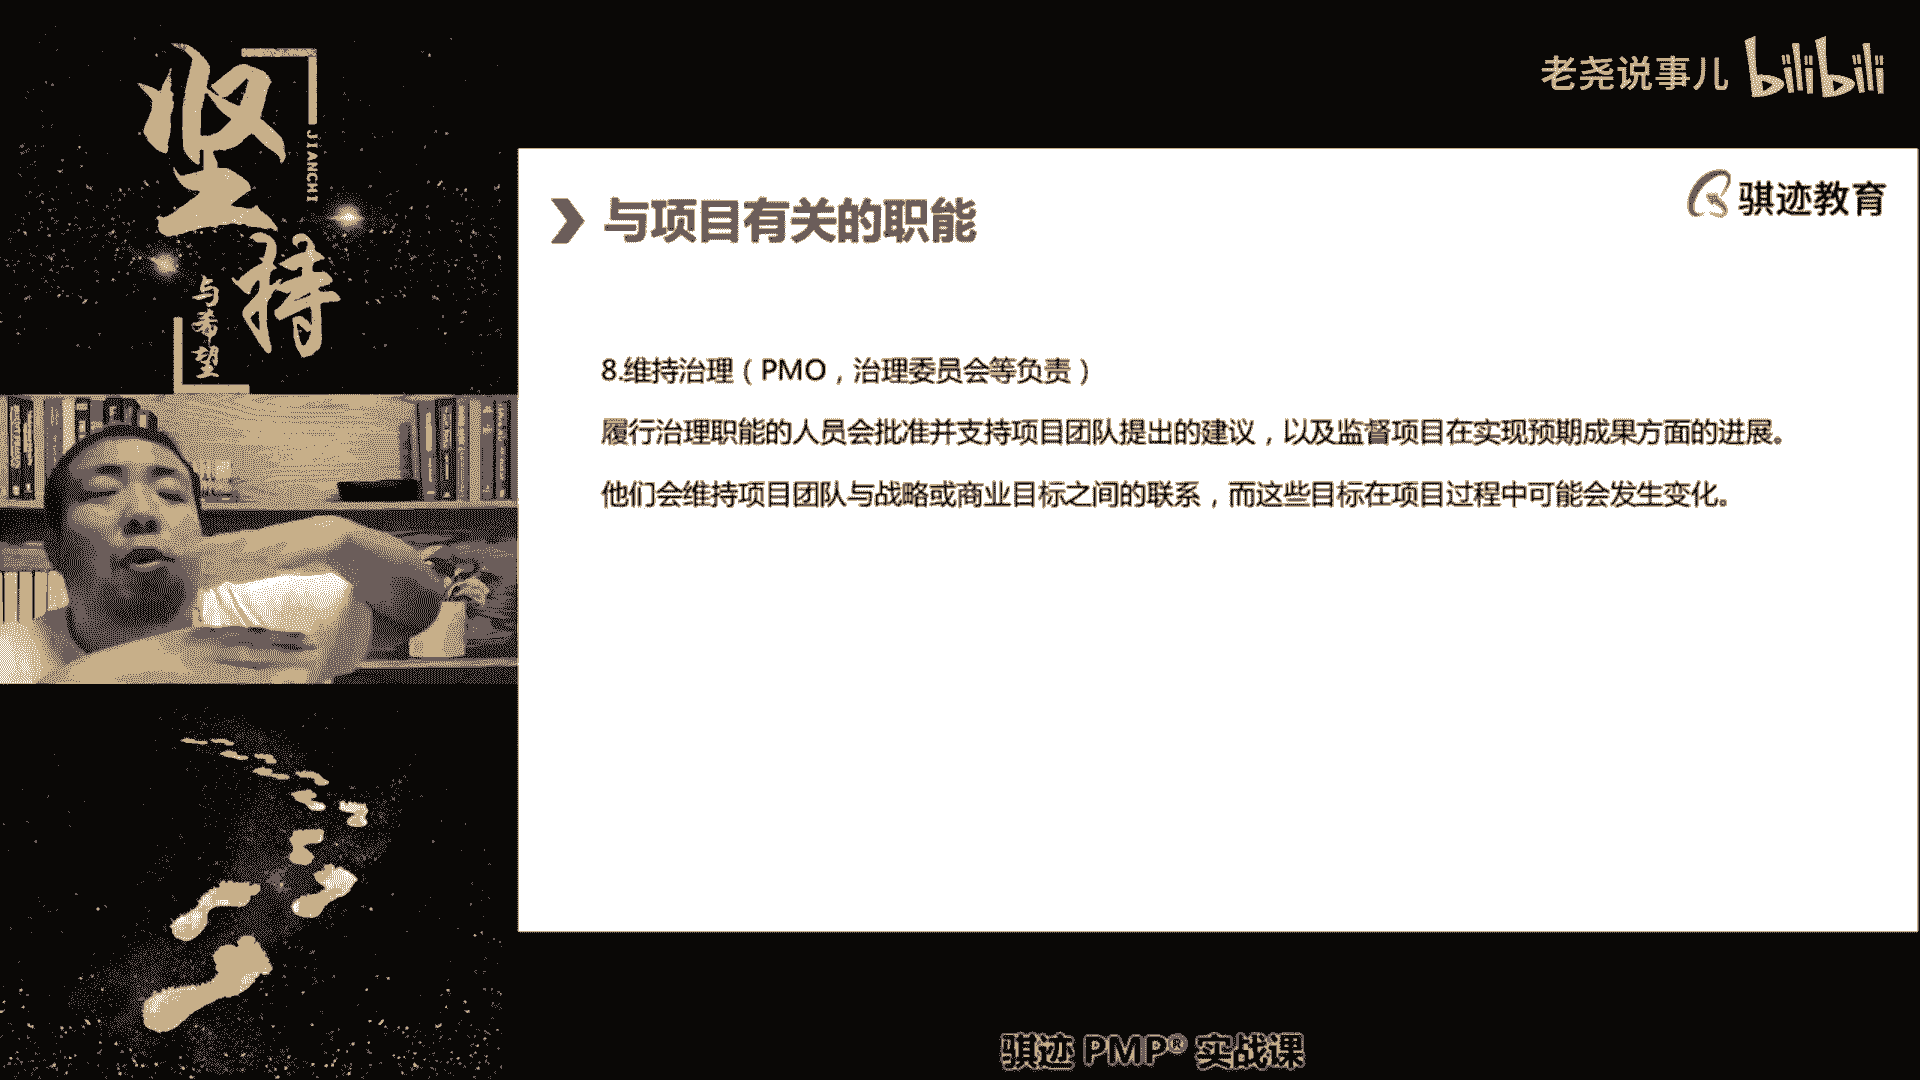 坚持
JIANCHI
与希望
老尧说事儿 bilibili
骐迹教育
与项目有关的职能
8.维持治理（PMO，治理委员会等负责）
履行治理职能的人员会批准并支持项目团队提出的建议，以及监督项目在实现预期成果方面的进展。
他们会维持项目团队与战略或商业目标之间的联系，而这些目标在项目过程中可能会发生变化。
骐迹 PMP® 实战课